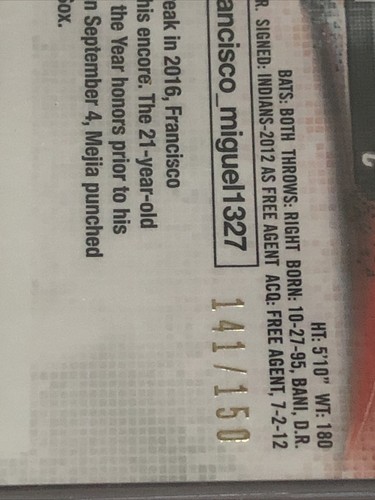 HT: 5'10" WT: 180
BATS: BOTH THROWS: RIGHT BORN: 10-27-95, BANI, D.R.
R. SIGNED: INDIANS-2012 AS FREE AGENT ACQ: FREE AGENT, 7-2-12
ancisco_miguel1327
141/150
eak in 2016, Francisco
his encore. The 21-year-old
the Year honors prior to his
n September 4, Mejia punched
ox.